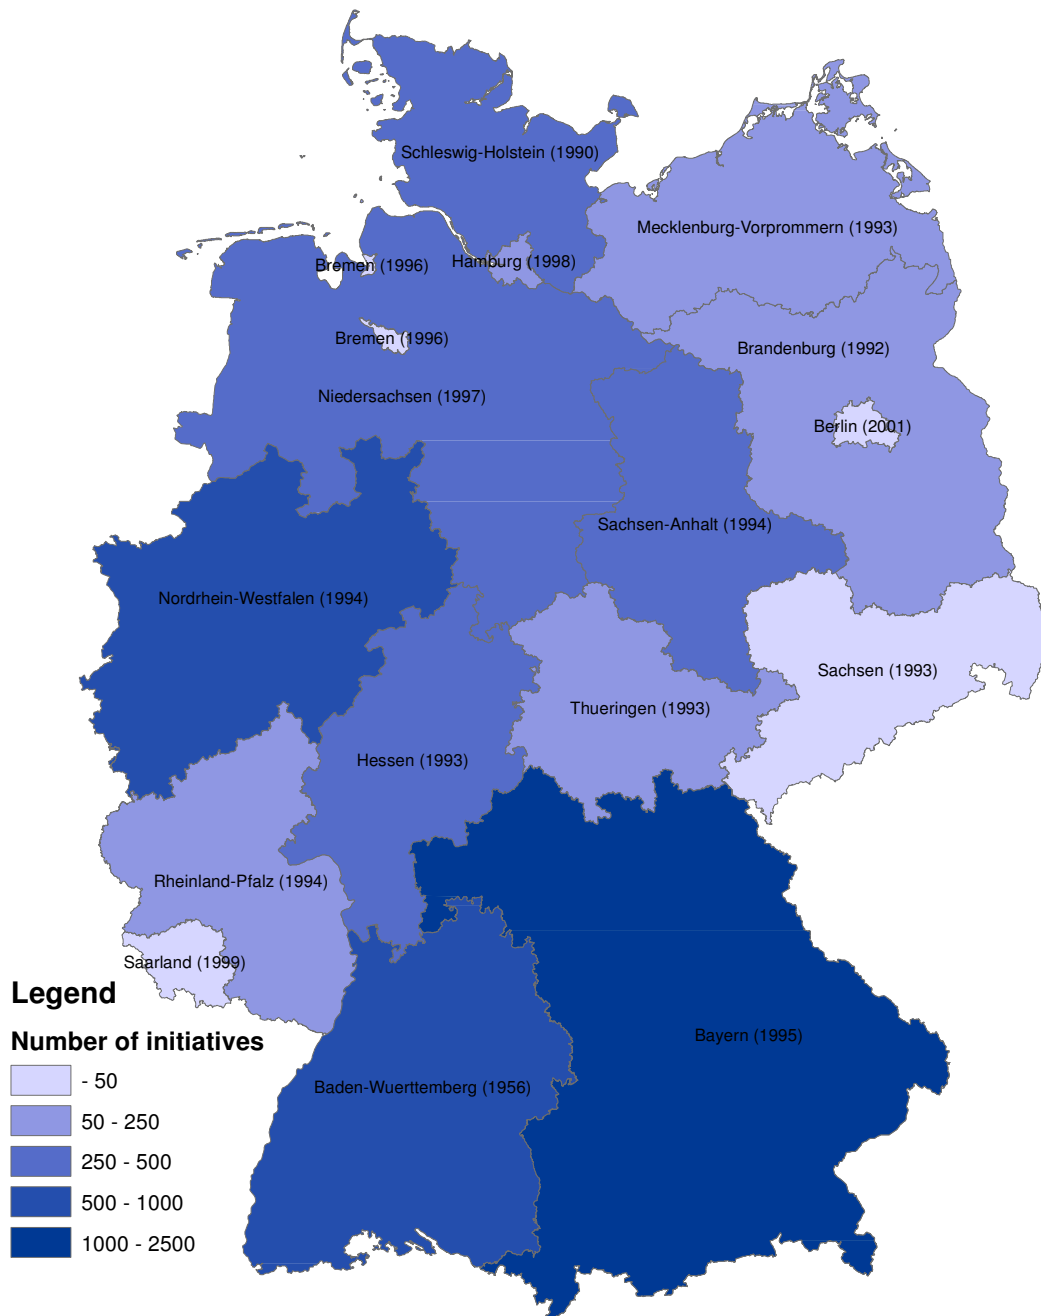 Schleswig-Holstein (1990)
Mecklenburg-Vorprommern (1993)
Bremen (1996)
Hamburg (1998)
Bremen (1996)
Brandenburg (1992)
Niedersachsen (1997)
Berlin (2001)
Sachsen-Anhalt (1994)
Nordrhein-Westfalen (1994)
Sachsen (1993)
Thueringen (1993)
Hessen (1993)
Rheinland-Pfalz (1994)
Saarland (1999)
Bayern (1995)
Baden-Wuerttemberg (1956)
Legend
Number of initiatives
- 50
50 - 250
250 - 500
500 - 1000
1000 - 2500